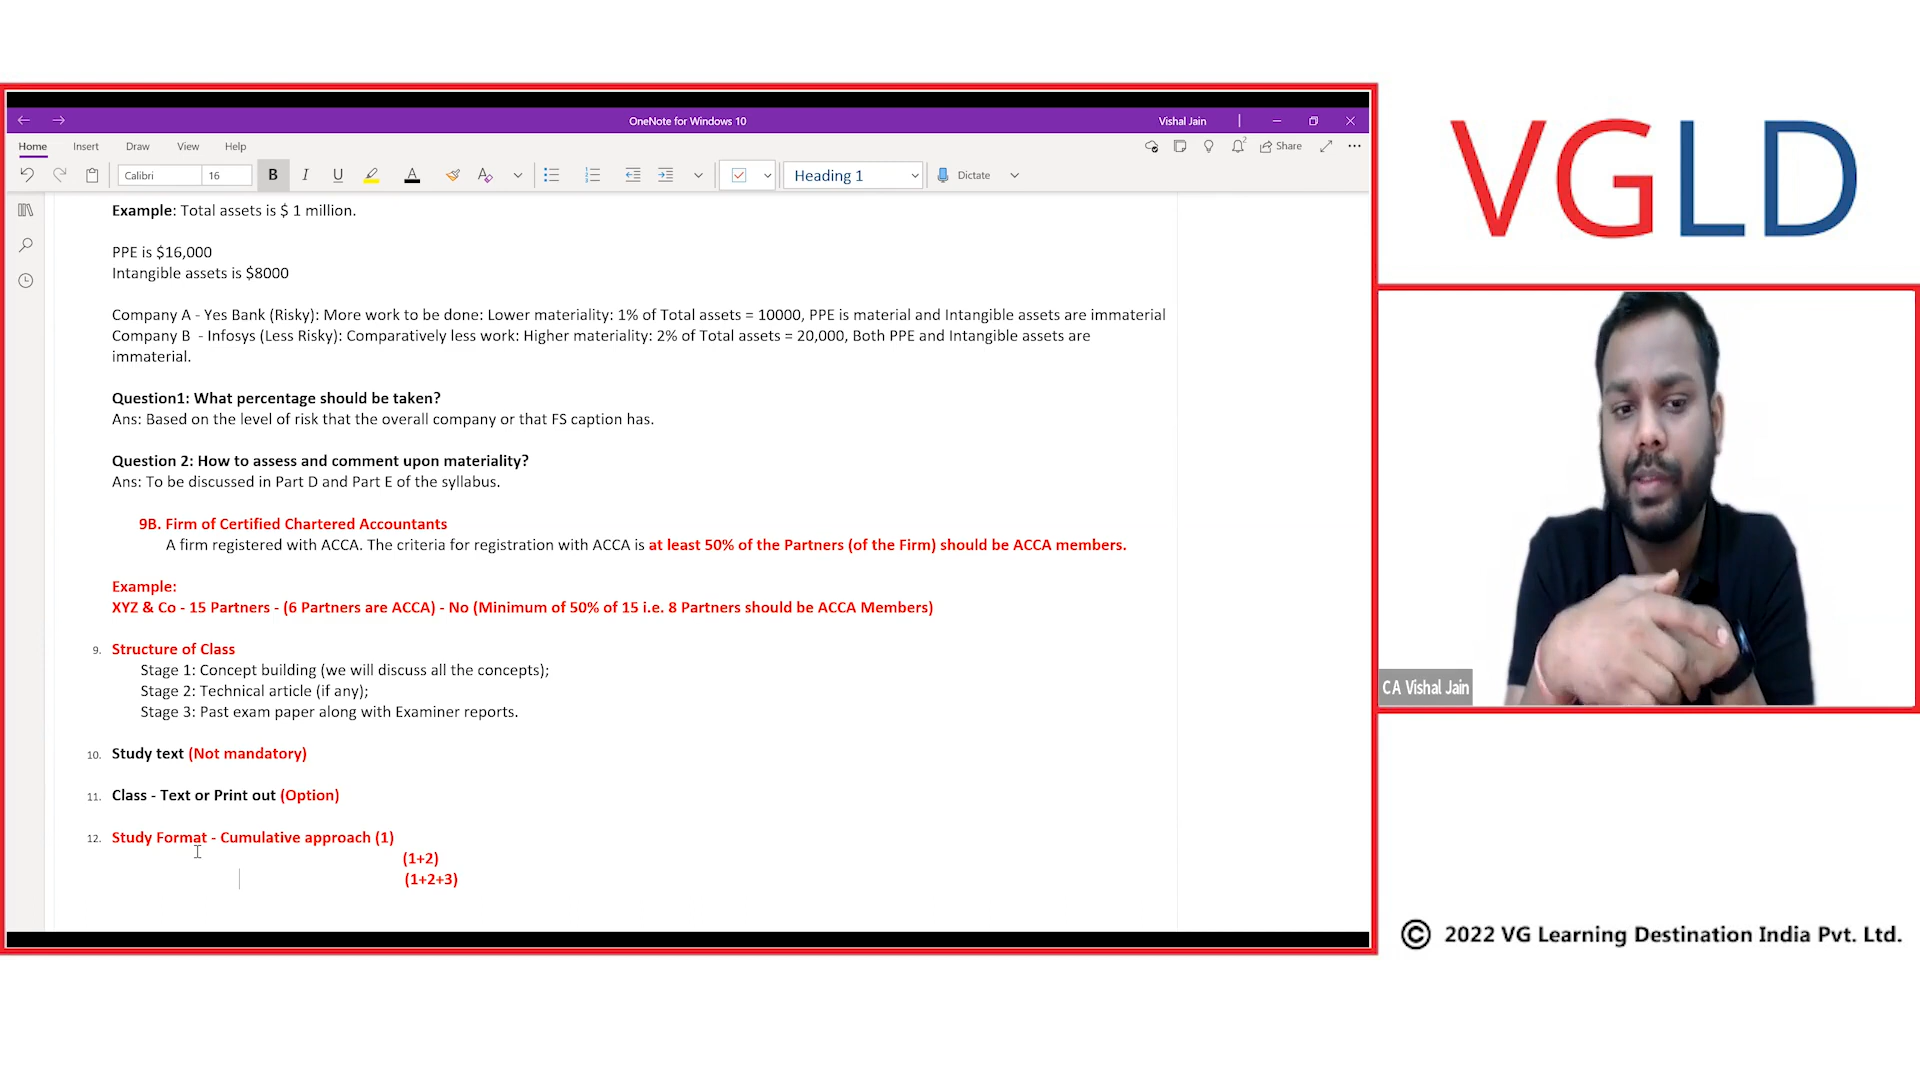 OneNote for Windows 10
Vishal Jain
Home Insert Draw View Help
Share
Calibri 16 B I U A Heading 1 Dictate
Example: Total assets is $ 1 million.
PPE is $16,000
Intangible assets is $8000
Company A - Yes Bank (Risky): More work to be done: Lower materiality: 1% of Total assets = 10000, PPE is material and Intangible assets are immaterial
Company B - Infosys (Less Risky): Comparatively less work: Higher materiality: 2% of Total assets = 20,000, Both PPE and Intangible assets are
immaterial.
Question1: What percentage should be taken?
Ans: Based on the level of risk that the overall company or that FS caption has.
Question 2: How to assess and comment upon materiality?
Ans: To be discussed in Part D and Part E of the syllabus.
9B. Firm of Certified Chartered Accountants
A firm registered with ACCA. The criteria for registration with ACCA is at least 50% of the Partners (of the Firm) should be ACCA members.
Example:
XYZ & Co - 15 Partners - (6 Partners are ACCA) - No (Minimum of 50% of 15 i.e. 8 Partners should be ACCA Members)
9. Structure of Class
Stage 1: Concept building (we will discuss all the concepts);
Stage 2: Technical article (if any);
Stage 3: Past exam paper along with Examiner reports.
10. Study text (Not mandatory)
11. Class - Text or Print out (Option)
12. Study Format - Cumulative approach (1)
(1+2)
(1+2+3)
VGLD
CA Vishal Jain
© 2022 VG Learning Destination India Pvt. Ltd.